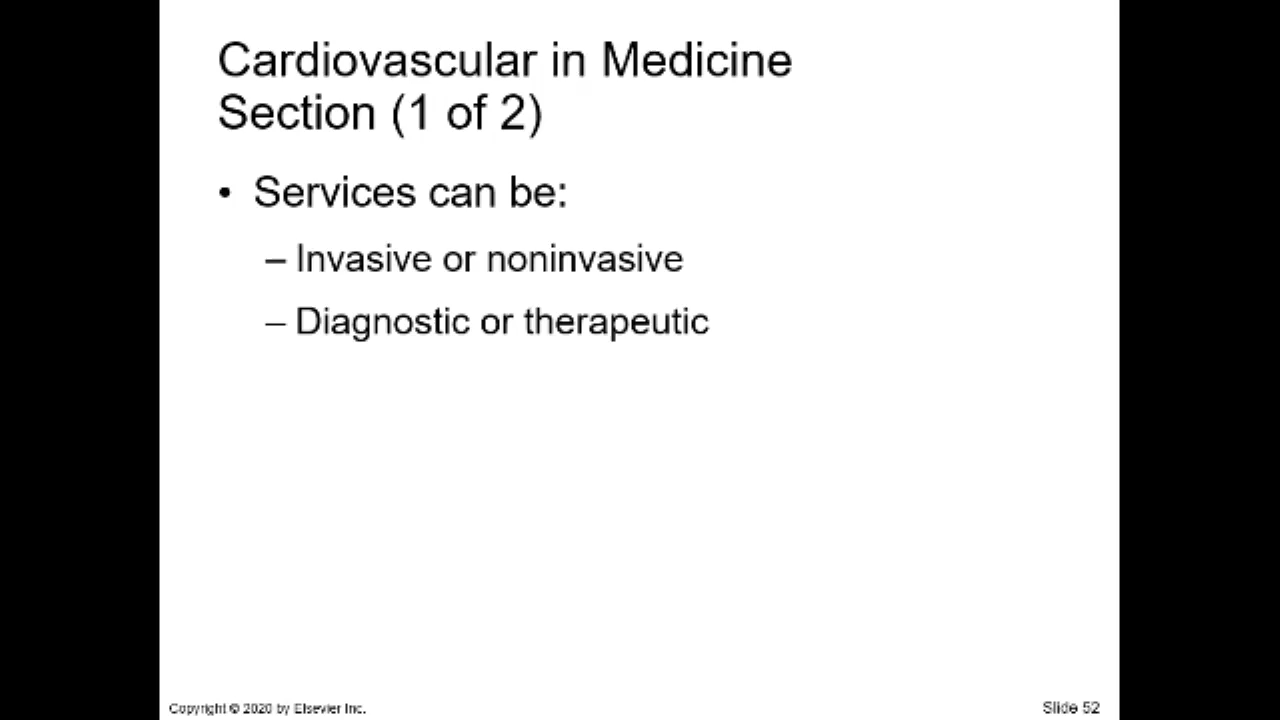 Cardiovascular in Medicine
Section (1 of 2)
• Services can be:
– Invasive or noninvasive
– Diagnostic or therapeutic
Copyright © 2020 by Elsevier Inc.
Slide 52